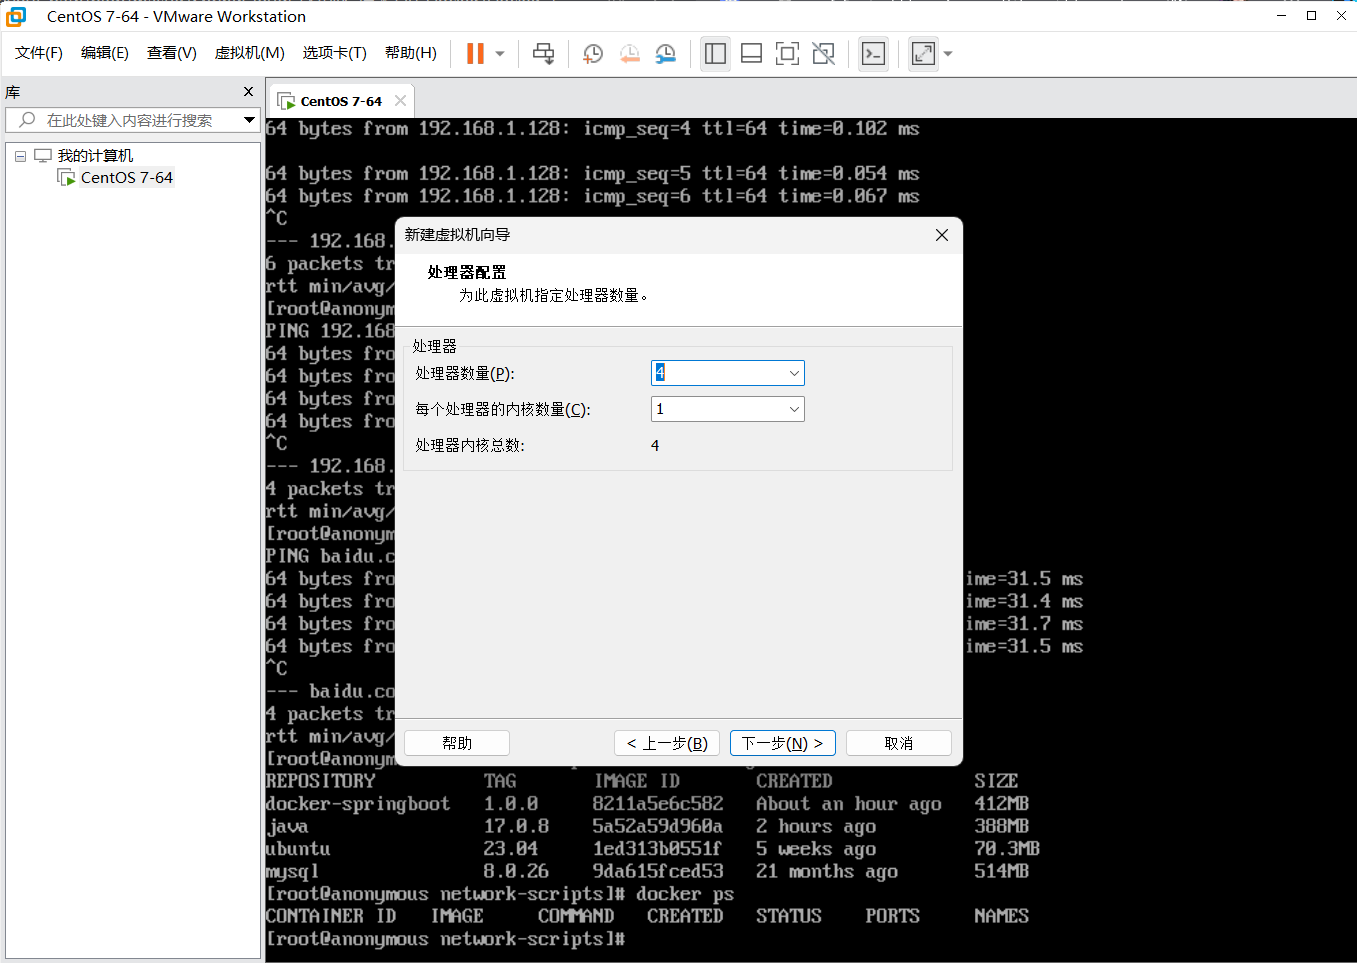 CentOS 7-64 - VMware Workstation
文件(F) 编辑(E) 查看(V) 虚拟机(M) 选项卡(T) 帮助(H)
库
在此处键入内容进行搜索
我的计算机
CentOS 7-64
CentOS 7-64
64 bytes from 192.168.1.128: icmp_seq=4 ttl=64 time=0.102 ms
64 bytes from 192.168.1.128: icmp_seq=5 ttl=64 time=0.054 ms
64 bytes from 192.168.1.128: icmp_seq=6 ttl=64 time=0.067 ms
^C
--- 192.168.
6 packets tr
rtt min/avg/
[root@anonym
PING 192.168
64 bytes fro
64 bytes fro
64 bytes fro
64 bytes fro
^C
--- 192.168.
4 packets tr
rtt min/avg/
[root@anonym
PING baidu.c
64 bytes fro ime=31.5 ms
64 bytes fro ime=31.4 ms
64 bytes fro ime=31.7 ms
64 bytes fro ime=31.5 ms
^C
--- baidu.co
4 packets tr
rtt min/avg/
[root@anonym
新建虚拟机向导
处理器配置
为此虚拟机指定处理器数量。
处理器
处理器数量(P): 4
每个处理器的内核数量(C): 1
处理器内核总数: 4
帮助 < 上一步(B) 下一步(N) > 取消
REPOSITORY TAG IMAGE ID CREATED SIZE
docker-springboot 1.0.0 8211a5e6c582 About an hour ago 412MB
java 17.0.8 5a52a59d960a 2 hours ago 388MB
ubuntu 23.04 1ed313b0551f 5 weeks ago 70.3MB
mysql 8.0.26 9da615fced53 21 months ago 514MB
[root@anonymous network-scripts]# docker ps
CONTAINER ID IMAGE COMMAND CREATED STATUS PORTS NAMES
[root@anonymous network-scripts]#